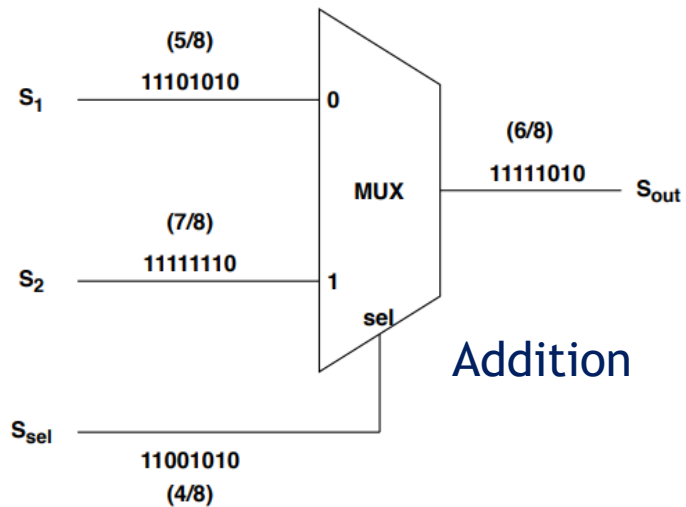 (5/8)
11101010
S1
0
(6/8)
11111010
MUX
Sout
(7/8)
11111110
S2
1
sel
Addition
Ssel
11001010
(4/8)